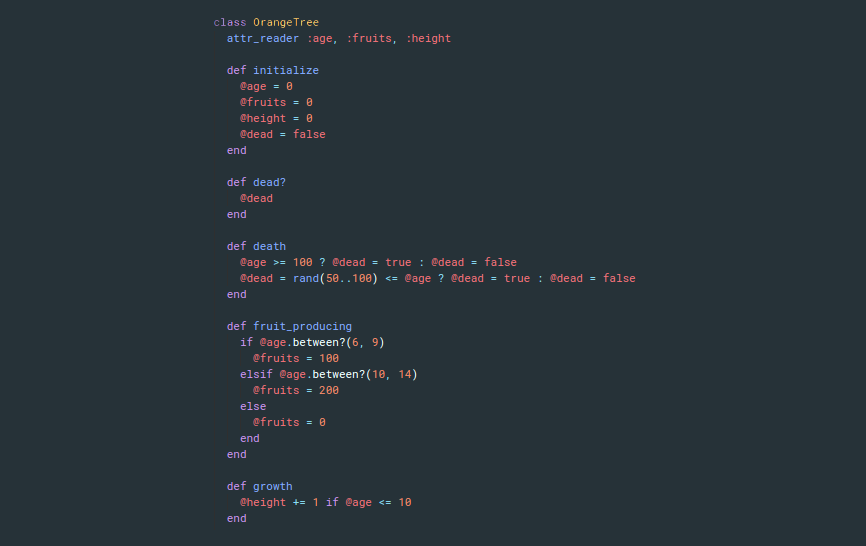 class OrangeTree
  attr_reader :age, :fruits, :height
  def initialize
    @age = 0
    @fruits = 0
    @height = 0
    @dead = false
  end
  def dead?
    @dead
  end
  def death
    @age >= 100 ? @dead = true : @dead = false
    @dead = rand(50..100) <= @age ? @dead = true : @dead = false
  end
  def fruit_producing
    if @age.between?(6, 9)
      @fruits = 100
    elsif @age.between?(10, 14)
      @fruits = 200
    else
      @fruits = 0
    end
  end
  def growth
    @height += 1 if @age <= 10
  end